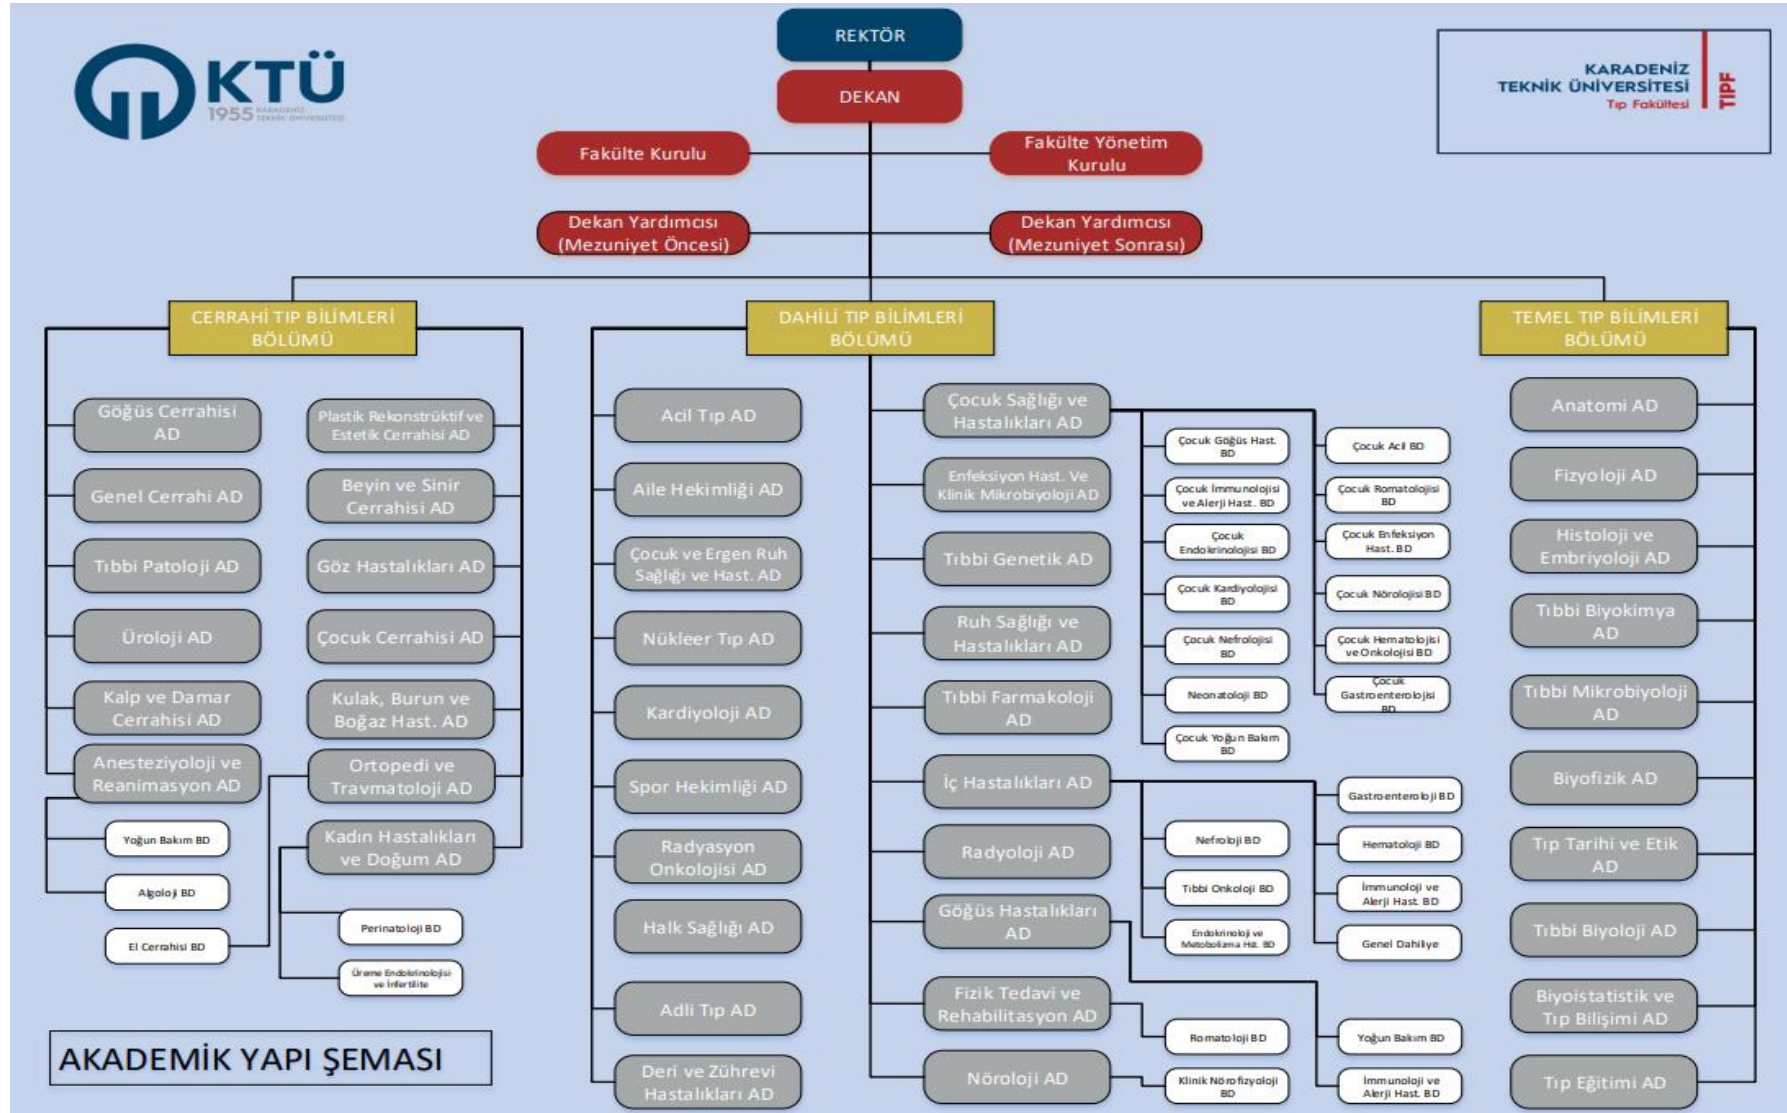 KTÜ
1955 KARADENİZ
TEKNİK ÜNİVERSİTESİ
REKTÖR
DEKAN
KARADENİZ
TEKNİK ÜNİVERSİTESİ
Tıp Fakültesi
TIPF
Fakülte Kurulu
Fakülte Yönetim
Kurulu
Dekan Yardımcısı
(Mezuniyet Öncesi)
Dekan Yardımcısı
(Mezuniyet Sonrası)
CERRAHİ TIP BİLİMLERİ
BÖLÜMÜ
Göğüs Cerrahisi
AD
Genel Cerrahi AD
Tıbbi Patoloji AD
Üroloji AD
Kalp ve Damar
Cerrahisi AD
Anesteziyoloji ve
Reanimasyon AD
Yoğun Bakım BD
Algoloji BD
El Cerrahisi BD
Plastik Rekonstrüktif ve
Estetik Cerrahisi AD
Beyin ve Sinir
Cerrahisi AD
Göz Hastalıkları AD
Çocuk Cerrahisi AD
Kulak, Burun ve
Boğaz Hast. AD
Ortopedi ve
Travmatoloji AD
Kadın Hastalıkları
ve Doğum AD
Perinatoloji BD
Üreme Endokrinolojisi
ve İnfertilite
DAHİLİ TIP BİLİMLERİ
BÖLÜMÜ
Acil Tıp AD
Aile Hekimliği AD
Çocuk ve Ergen Ruh
Sağlığı ve Hast. AD
Nükleer Tıp AD
Kardiyoloji AD
Spor Hekimliği AD
Radyasyon
Onkolojisi AD
Halk Sağlığı AD
Adli Tıp AD
Deri ve Zührevi
Hastalıkları AD
Çocuk Sağlığı ve
Hastalıkları AD
Enfeksiyon Hast. Ve
Klinik Mikrobiyoloji AD
Tıbbi Genetik AD
Ruh Sağlığı ve
Hastalıkları AD
Tıbbi Farmakoloji
AD
İç Hastalıkları AD
Radyoloji AD
Göğüs Hastalıkları
AD
Fizik Tedavi ve
Rehabilitasyon AD
Nöroloji AD
Çocuk Göğüs Hast.
BD
Çocuk İmmunolojisi
ve Alerji Hast. BD
Çocuk
Endokrinolojisi BD
Çocuk Kardiyolojisi
BD
Çocuk Nefrolojisi
BD
Neonatoloji BD
Çocuk Yoğun Bakım
BD
Çocuk Acil BD
Çocuk Romatolojisi
BD
Çocuk Enfeksiyon
Hast. BD
Çocuk Nörolojisi BD
Çocuk Hematolojisi
ve Onkolojisi BD
Çocuk
Gastroenterolojisi
BD
Nefroloji BD
Tıbbi Onkoloji BD
Endokrinoloji ve
Metobolizma Hst. BD
Gastroenteroloji BD
Hematoloji BD
İmmunoloji ve
Alerji Hast. BD
Genel Dahiliye
Romatoloji BD
Klinik Nörofizyoloji
BD
Yoğun Bakım BD
İmmunoloji ve
Alerji Hast. BD
TEMEL TIP BİLİMLERİ
BÖLÜMÜ
Anatomi AD
Fizyoloji AD
Histoloji ve
Embriyoloji AD
Tıbbi Biyokimya
AD
Tıbbi Mikrobiyoloji
AD
Biyofizik AD
Tıp Tarihi ve Etik
AD
Tıbbi Biyoloji AD
Biyoistatistik ve
Tıp Bilişimi AD
Tıp Eğitimi AD
AKADEMİK YAPI ŞEMASI